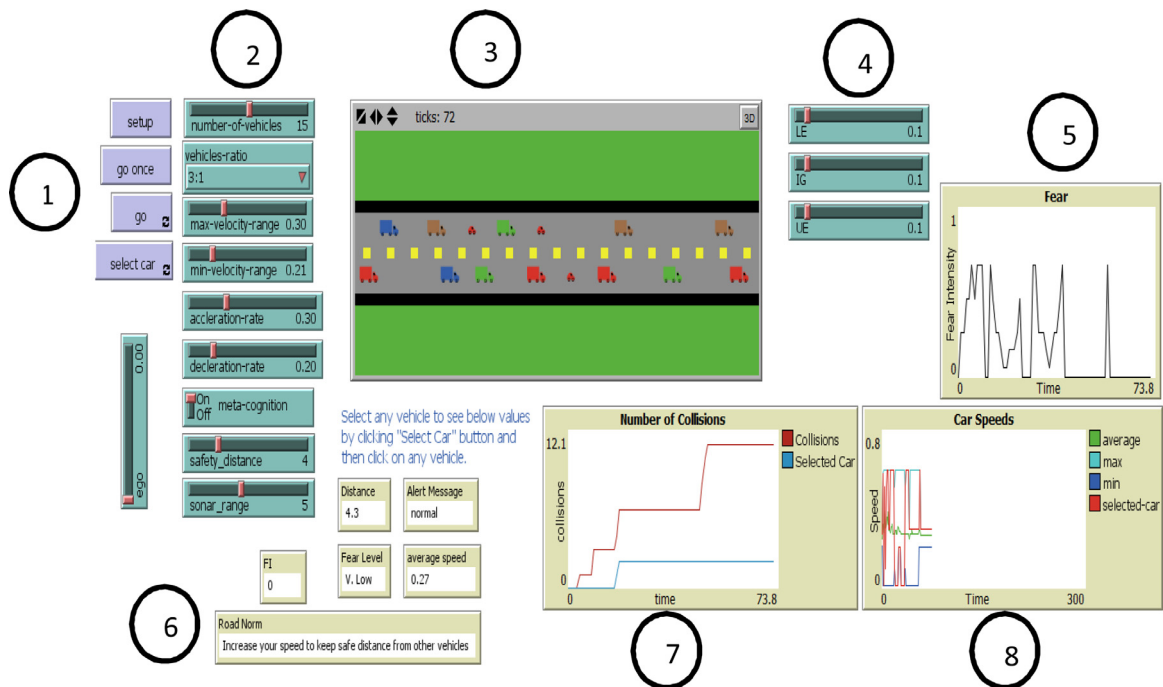 1
2
3
4
5
6
7
8
setup
go once
go
select car
number-of-vehicles 15
vehicles-ratio
3:1
max-velocity-range 0.30
min-velocity-range 0.21
accleration-rate 0.30
decleration-rate 0.20
On
Off
meta-cognition
safety_distance 4
sonar_range 5
ego 0.00
ticks: 72
3D
LE 0.1
IG 0.1
UE 0.1
Fear
1
Fear Intensity
0
0
Time
73.8
Select any vehicle to see below values
by clicking "Select Car" button and
then click on any vehicle.
Distance
4.3
Alert Message
normal
Fear Level
V. Low
average speed
0.27
FI
0
Road Norm
Increase your speed to keep safe distance from other vehicles
Number of Collisions
12.1
collisions
0
0
time
73.8
Collisions
Selected Car
Car Speeds
0.8
Speed
0
0
Time
300
average
max
min
selected-car